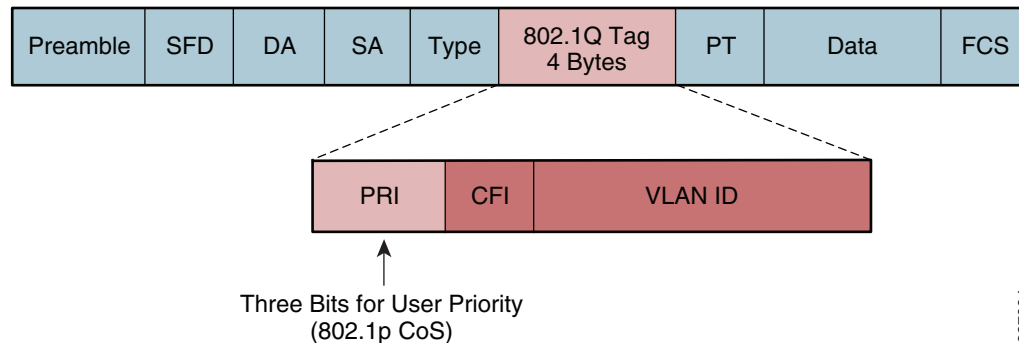 Preamble
SFD
DA
SA
Type
802.1Q Tag
4 Bytes
PT
Data
FCS
PRI
CFI
VLAN ID
Three Bits for User Priority
(802.1p CoS)